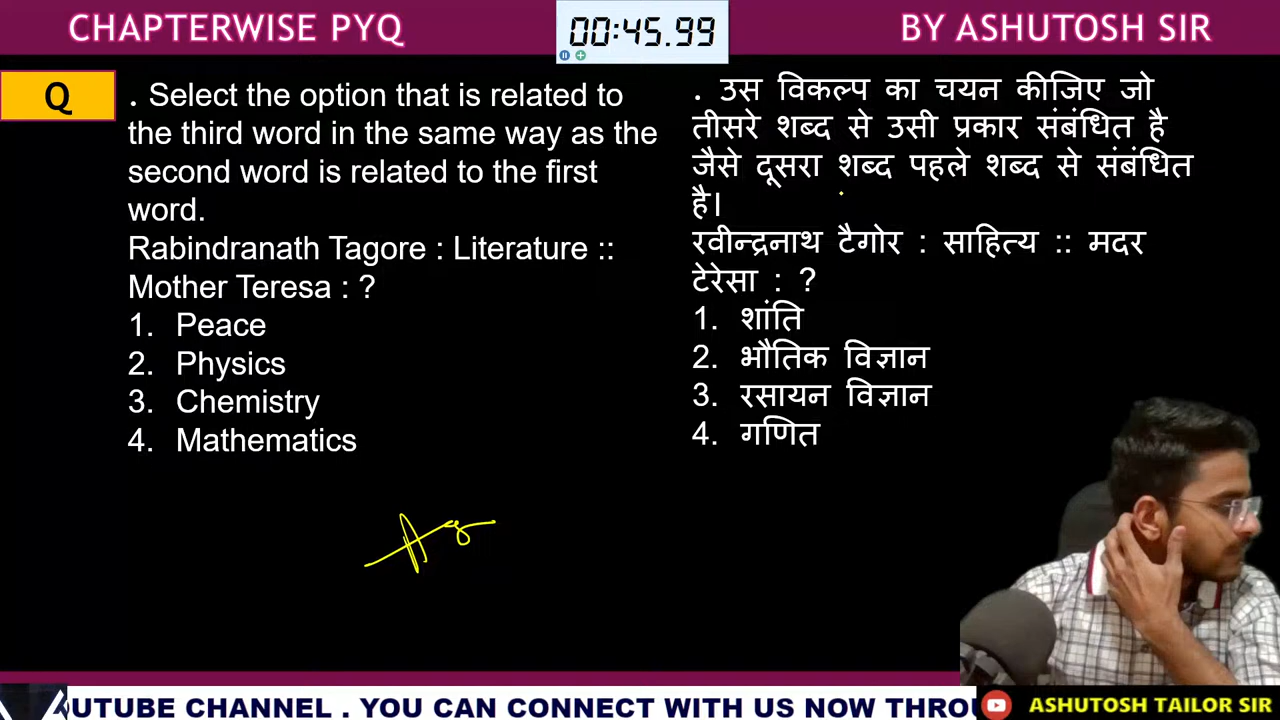 CHAPTERWISE PYQ
00:45.99
BY ASHUTOSH SIR
Q
. Select the option that is related to
the third word in the same way as the
second word is related to the first
word.
Rabindranath Tagore : Literature ::
Mother Teresa : ?
1. Peace
2. Physics
3. Chemistry
4. Mathematics
. उस विकल्प का चयन कीजिए जो
तीसरे शब्द से उसी प्रकार संबंधित है
जैसे दूसरा शब्द पहले शब्द से संबंधित
है।
रवीन्द्रनाथ टैगोर : साहित्य :: मदर
टेरेसा : ?
1. शांति
2. भौतिक विज्ञान
3. रसायन विज्ञान
4. गणित
UTUBE CHANNEL . YOU CAN CONNECT WITH US NOW THROU
ASHUTOSH TAILOR SIR